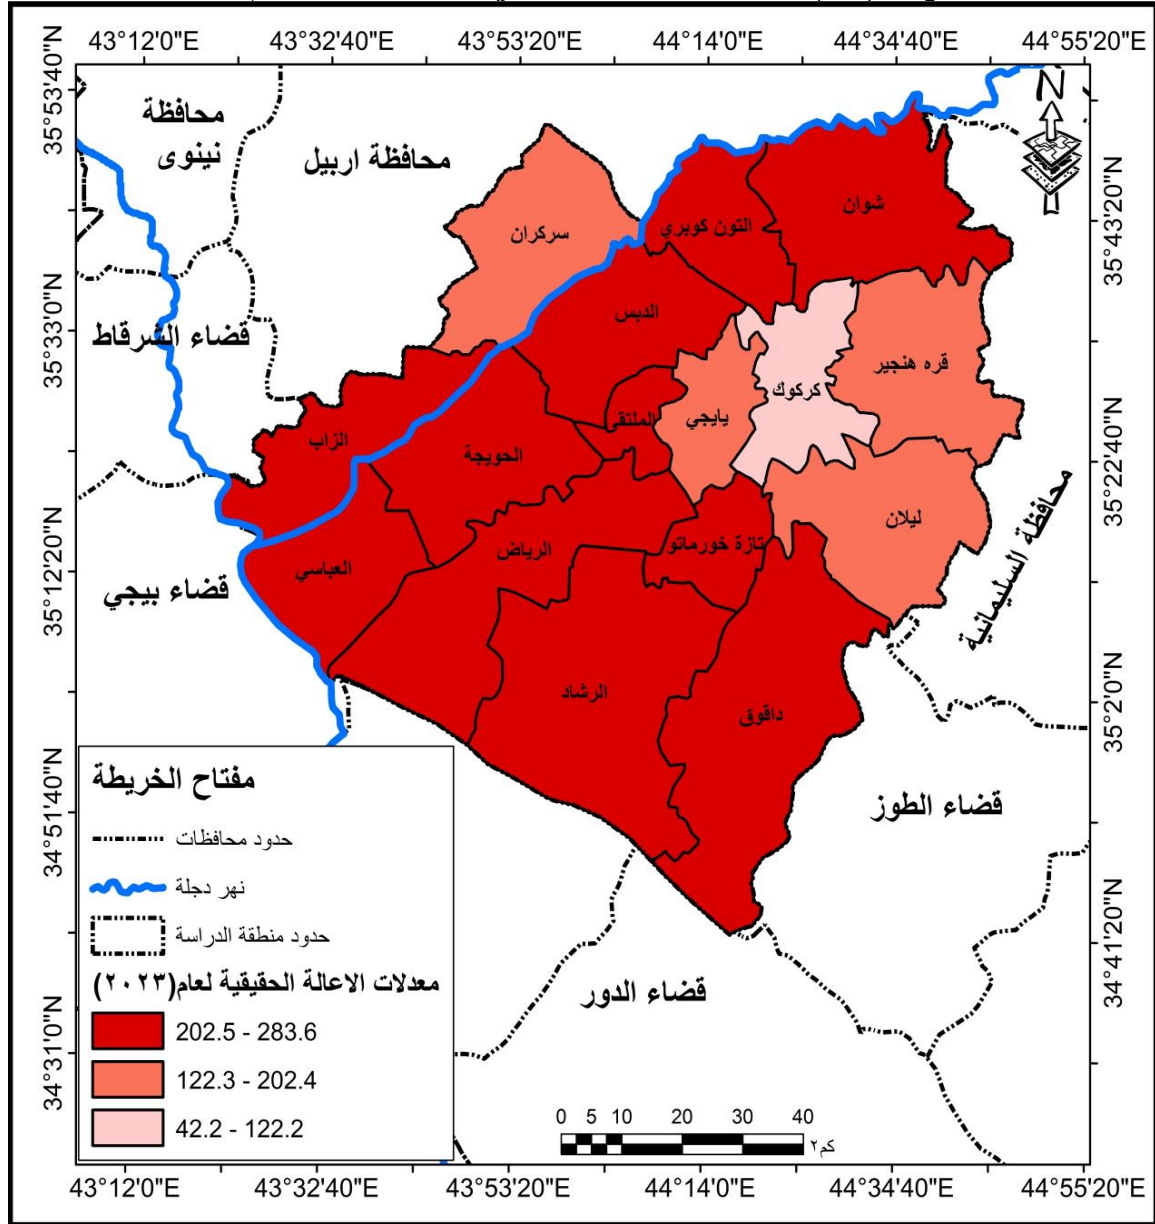 43°12'0"E 43°32'40"E 43°53'20"E 44°14'0"E 44°34'40"E 44°55'20"E
35°53'40"N
35°33'0"N
35°12'20"N
34°51'40"N
34°31'0"N
35°43'20"N
35°22'40"N
35°2'0"N
34°41'20"N
N
محافظة
نينوى
محافظة اربيل
قضاء الشرقاط
قضاء بيجي
محافظة السليمانية
قضاء الطوز
قضاء الدور
شوان
التون كوبري
سركران
الدبس
قره هنجير
كركوك
يايجي
الملتقى
الزاب
الحويجة
ليلان
تازة خورماتو
الرياض
العباسي
الرشاد
داقوق
مفتاح الخريطة
حدود محافظات
نهر دجلة
حدود منطقة الدراسة
معدلات الاعالة الحقيقية لعام(٢٠٢٣)
202.5 - 283.6
122.3 - 202.4
42.2 - 122.2
0 5 10 20 30 40
كم٢
43°12'0"E 43°32'40"E 43°53'20"E 44°14'0"E 44°34'40"E 44°55'20"E